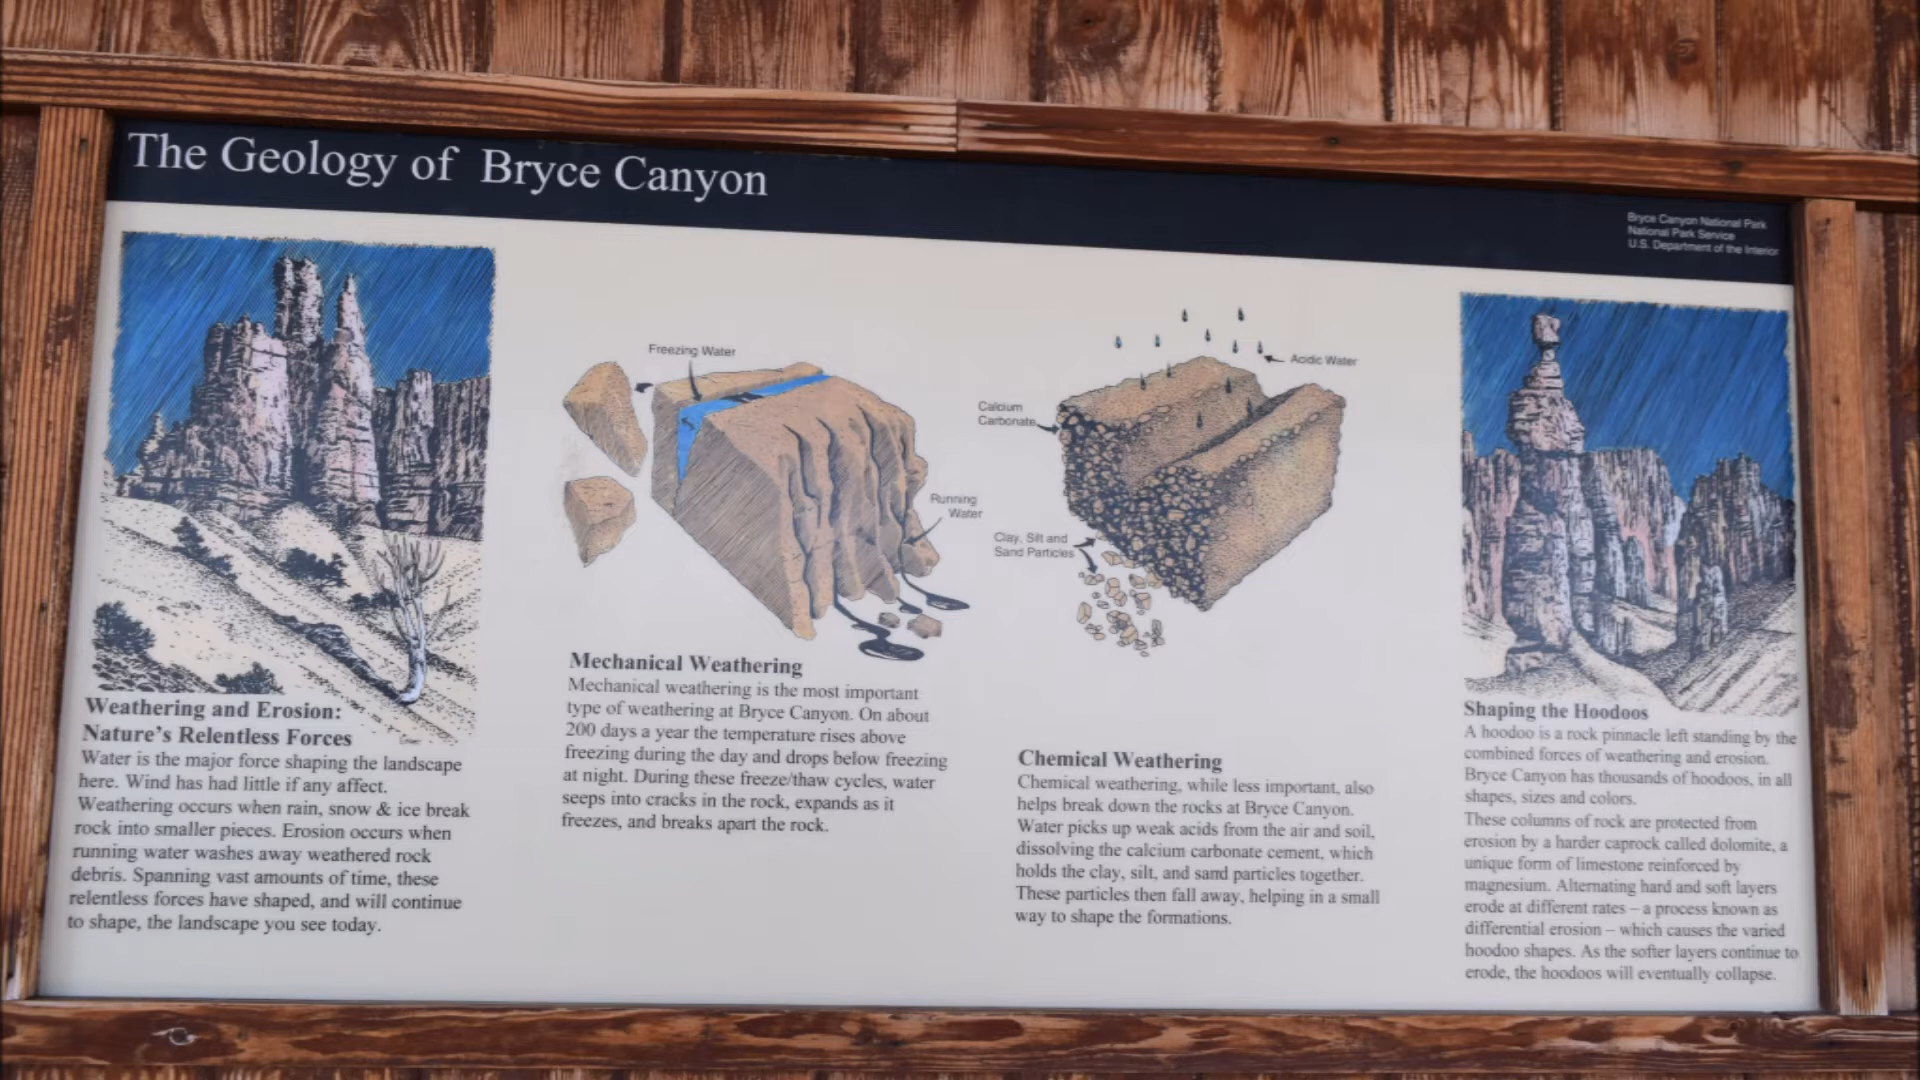 The Geology of Bryce Canyon
Bryce Canyon National Park
National Park Service
U.S. Department of the Interior
Weathering and Erosion:
Nature's Relentless Forces
Water is the major force shaping the landscape
here. Wind has had little if any affect.
Weathering occurs when rain, snow & ice break
rock into smaller pieces. Erosion occurs when
running water washes away weathered rock
debris. Spanning vast amounts of time, these
relentless forces have shaped, and will continue
to shape, the landscape you see today.
Freezing Water
Running
Water
Mechanical Weathering
Mechanical weathering is the most important
type of weathering at Bryce Canyon. On about
200 days a year the temperature rises above
freezing during the day and drops below freezing
at night. During these freeze/thaw cycles, water
seeps into cracks in the rock, expands as it
freezes, and breaks apart the rock.
Acidic Water
Calcium
Carbonate
Clay, Silt and
Sand Particles
Chemical Weathering
Chemical weathering, while less important, also
helps break down the rocks at Bryce Canyon.
Water picks up weak acids from the air and soil,
dissolving the calcium carbonate cement, which
holds the clay, silt, and sand particles together.
These particles then fall away, helping in a small
way to shape the formations.
Shaping the Hoodoos
A hoodoo is a rock pinnacle left standing by the
combined forces of weathering and erosion.
Bryce Canyon has thousands of hoodoos, in all
shapes, sizes and colors.
These columns of rock are protected from
erosion by a harder caprock called dolomite, a
unique form of limestone reinforced by
magnesium. Alternating hard and soft layers
erode at different rates – a process known as
differential erosion – which causes the varied
hoodoo shapes. As the softer layers continue to
erode, the hoodoos will eventually collapse.